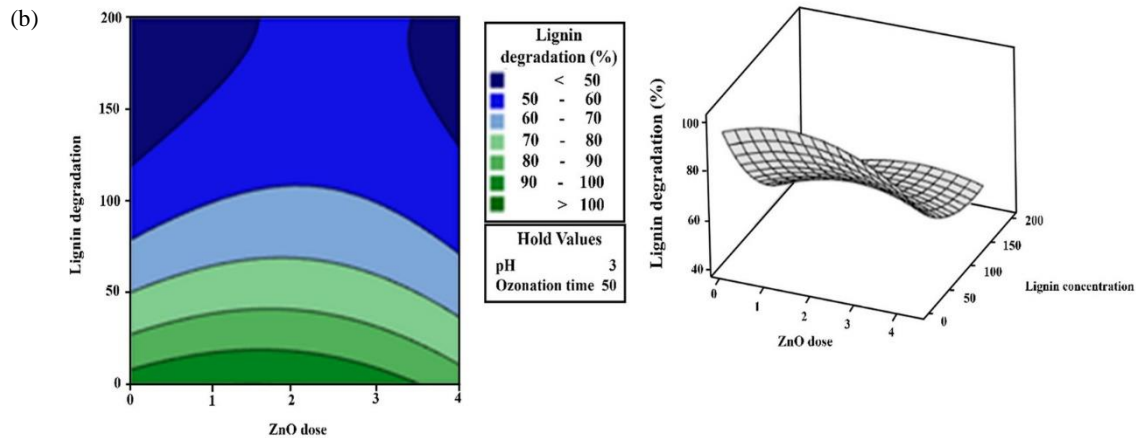 (b)
200
150
100
50
0
Lignin degradation
0 1 2 3 4
ZnO dose
Lignin
degradation (%)
< 50
50 - 60
60 - 70
70 - 80
80 - 90
90 - 100
> 100
Hold Values
pH 3
Ozonation time 50
Lignin degradation (%)
100
80
60
40
0
1
2
3
4
ZnO dose
200
150
100
50
0
Lignin concentration